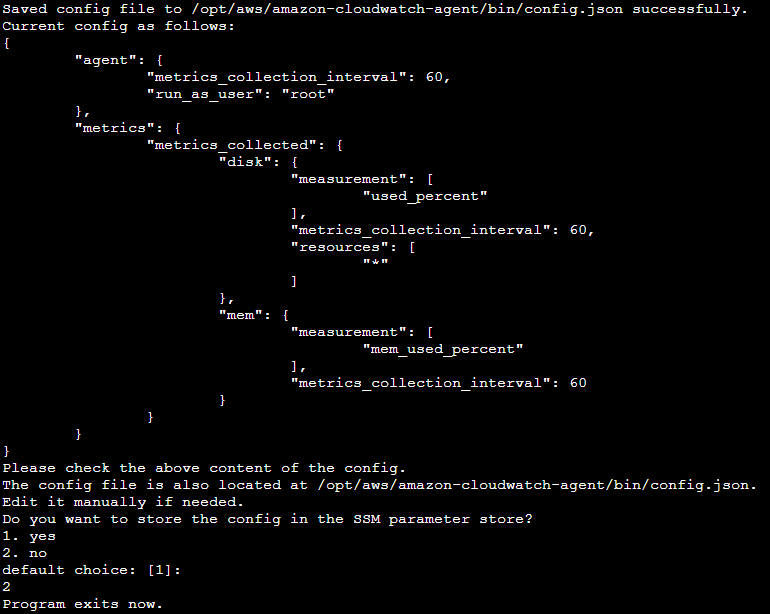 Saved config file to /opt/aws/amazon-cloudwatch-agent/bin/config.json successfully.
Current config as follows:
{
        "agent": {
                "metrics_collection_interval": 60,
                "run_as_user": "root"
        },
        "metrics": {
                "metrics_collected": {
                        "disk": {
                                "measurement": [
                                        "used_percent"
                                ],
                                "metrics_collection_interval": 60,
                                "resources": [
                                        "*"
                                ]
                        },
                        "mem": {
                                "measurement": [
                                        "mem_used_percent"
                                ],
                                "metrics_collection_interval": 60
                        }
                }
        }
}
Please check the above content of the config.
The config file is also located at /opt/aws/amazon-cloudwatch-agent/bin/config.json.
Edit it manually if needed.
Do you want to store the config in the SSM parameter store?
1. yes
2. no
default choice: [1]:
2
Program exits now.